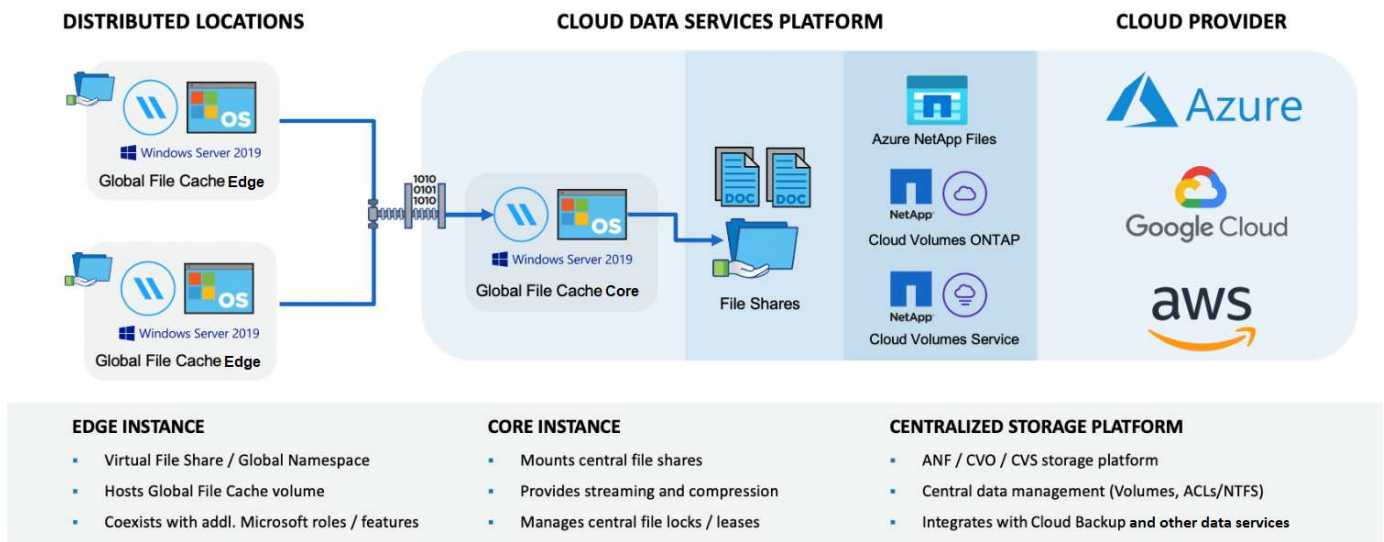 DISTRIBUTED LOCATIONS
CLOUD DATA SERVICES PLATFORM
CLOUD PROVIDER
OS
Windows Server 2019
Global File Cache Edge
OS
Windows Server 2019
Global File Cache Edge
1010
0101
1010
OS
Windows Server 2019
Global File Cache Core
DOC
DOC
File Shares
Azure NetApp Files
NetApp
Cloud Volumes ONTAP
NetApp
Cloud Volumes Service
Azure
Google Cloud
aws
EDGE INSTANCE
Virtual File Share / Global Namespace
Hosts Global File Cache volume
Coexists with addl. Microsoft roles / features
CORE INSTANCE
Mounts central file shares
Provides streaming and compression
Manages central file locks / leases
CENTRALIZED STORAGE PLATFORM
ANF / CVO / CVS storage platform
Central data management (Volumes, ACLs/NTFS)
Integrates with Cloud Backup and other data services